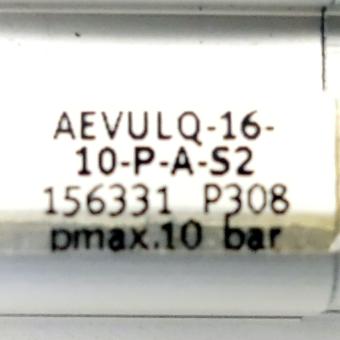 AEVULQ-16-
10-P-A-S2
156331 P308
pmax.10 bar